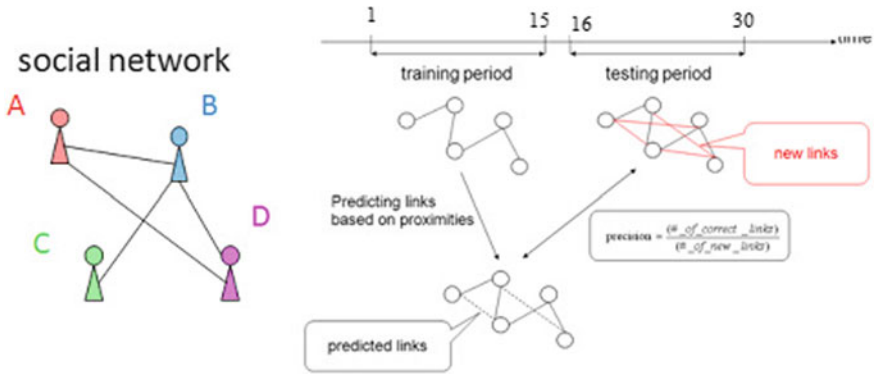 social network
A
B
C
D
1
15
16
30
training period
testing period
new links
Predicting links
based on proximities
precision = (#_of_correct_links)
(#_of_new_links)
predicted links